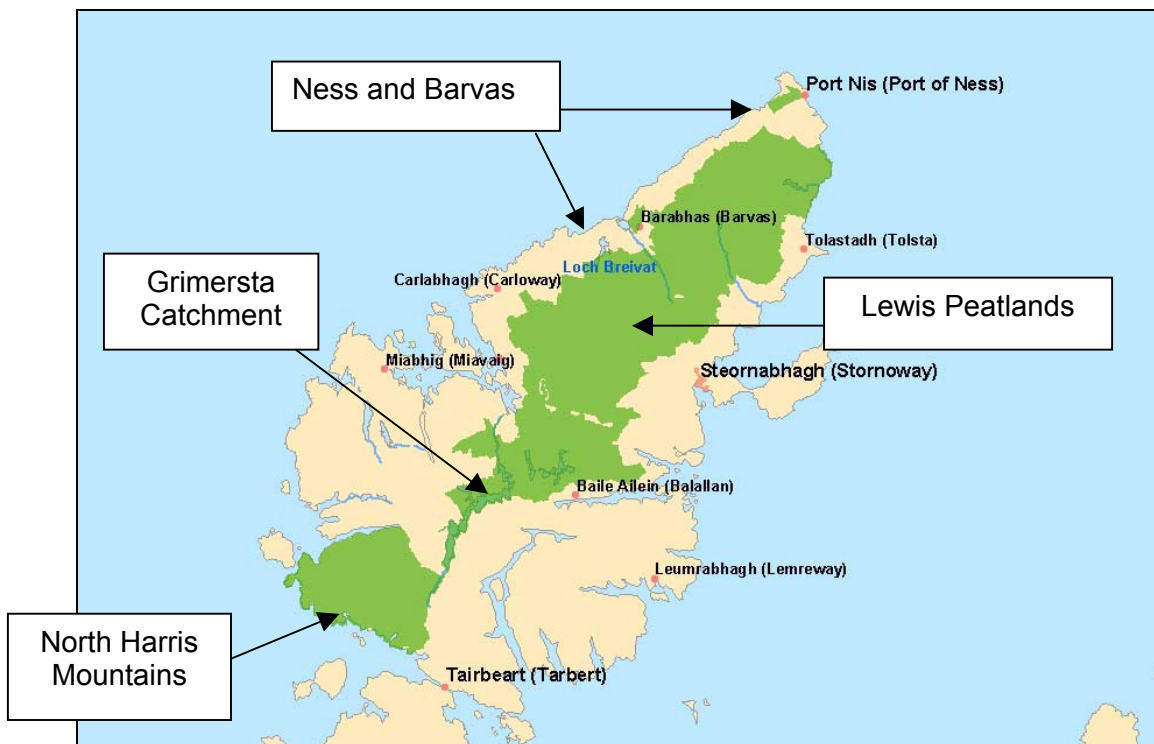 Ness and Barvas
Port Nis (Port of Ness)
Barabhas (Barvas)
Tolastadh (Tolsta)
Loch Breivat
Grimersta
Catchment
Carlabhagh (Carloway)
Lewis Peatlands
Miabhig (Miavaig)
Steornabhagh (Stornoway)
Baile Ailein (Balallan)
Leumrabhagh (Lemreway)
North Harris
Mountains
Tairbeart (Tarbert)